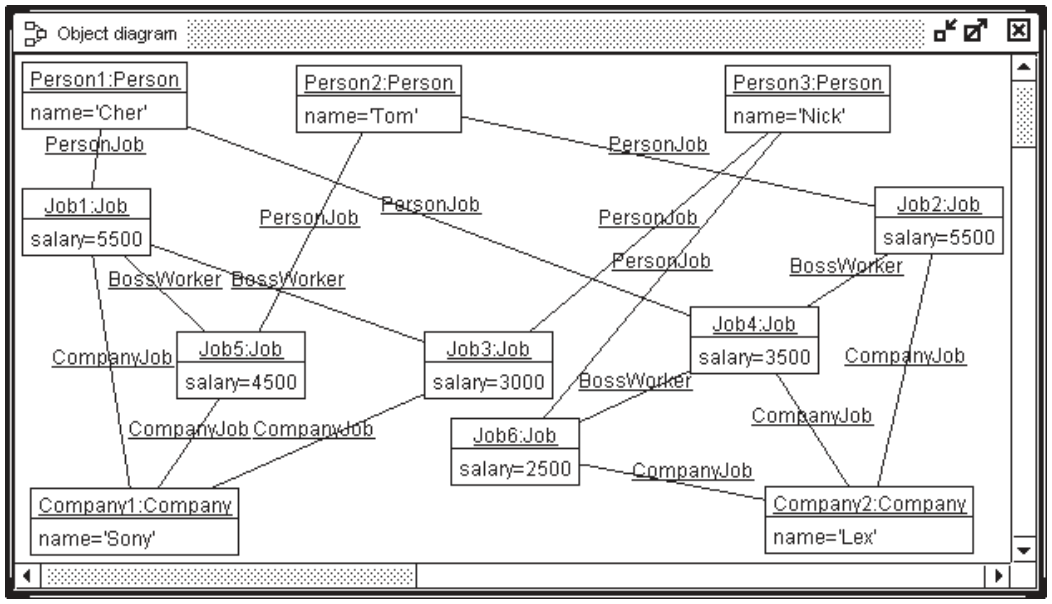 Object diagram
Person1:Person
name='Cher'
Person2:Person
name='Tom'
Person3:Person
name='Nick'
PersonJob
PersonJob
Job1:Job
salary=5500
PersonJob
PersonJob
PersonJob
Job2:Job
salary=5500
PersonJob
BossWorker
BossWorker
BossWorker
Job4:Job
salary=3500
Job5:Job
salary=4500
Job3:Job
salary=3000
CompanyJob
CompanyJob
BossWorker
CompanyJob
CompanyJob
CompanyJob
Job6:Job
salary=2500
CompanyJob
Company1:Company
name='Sony'
Company2:Company
name='Lex'